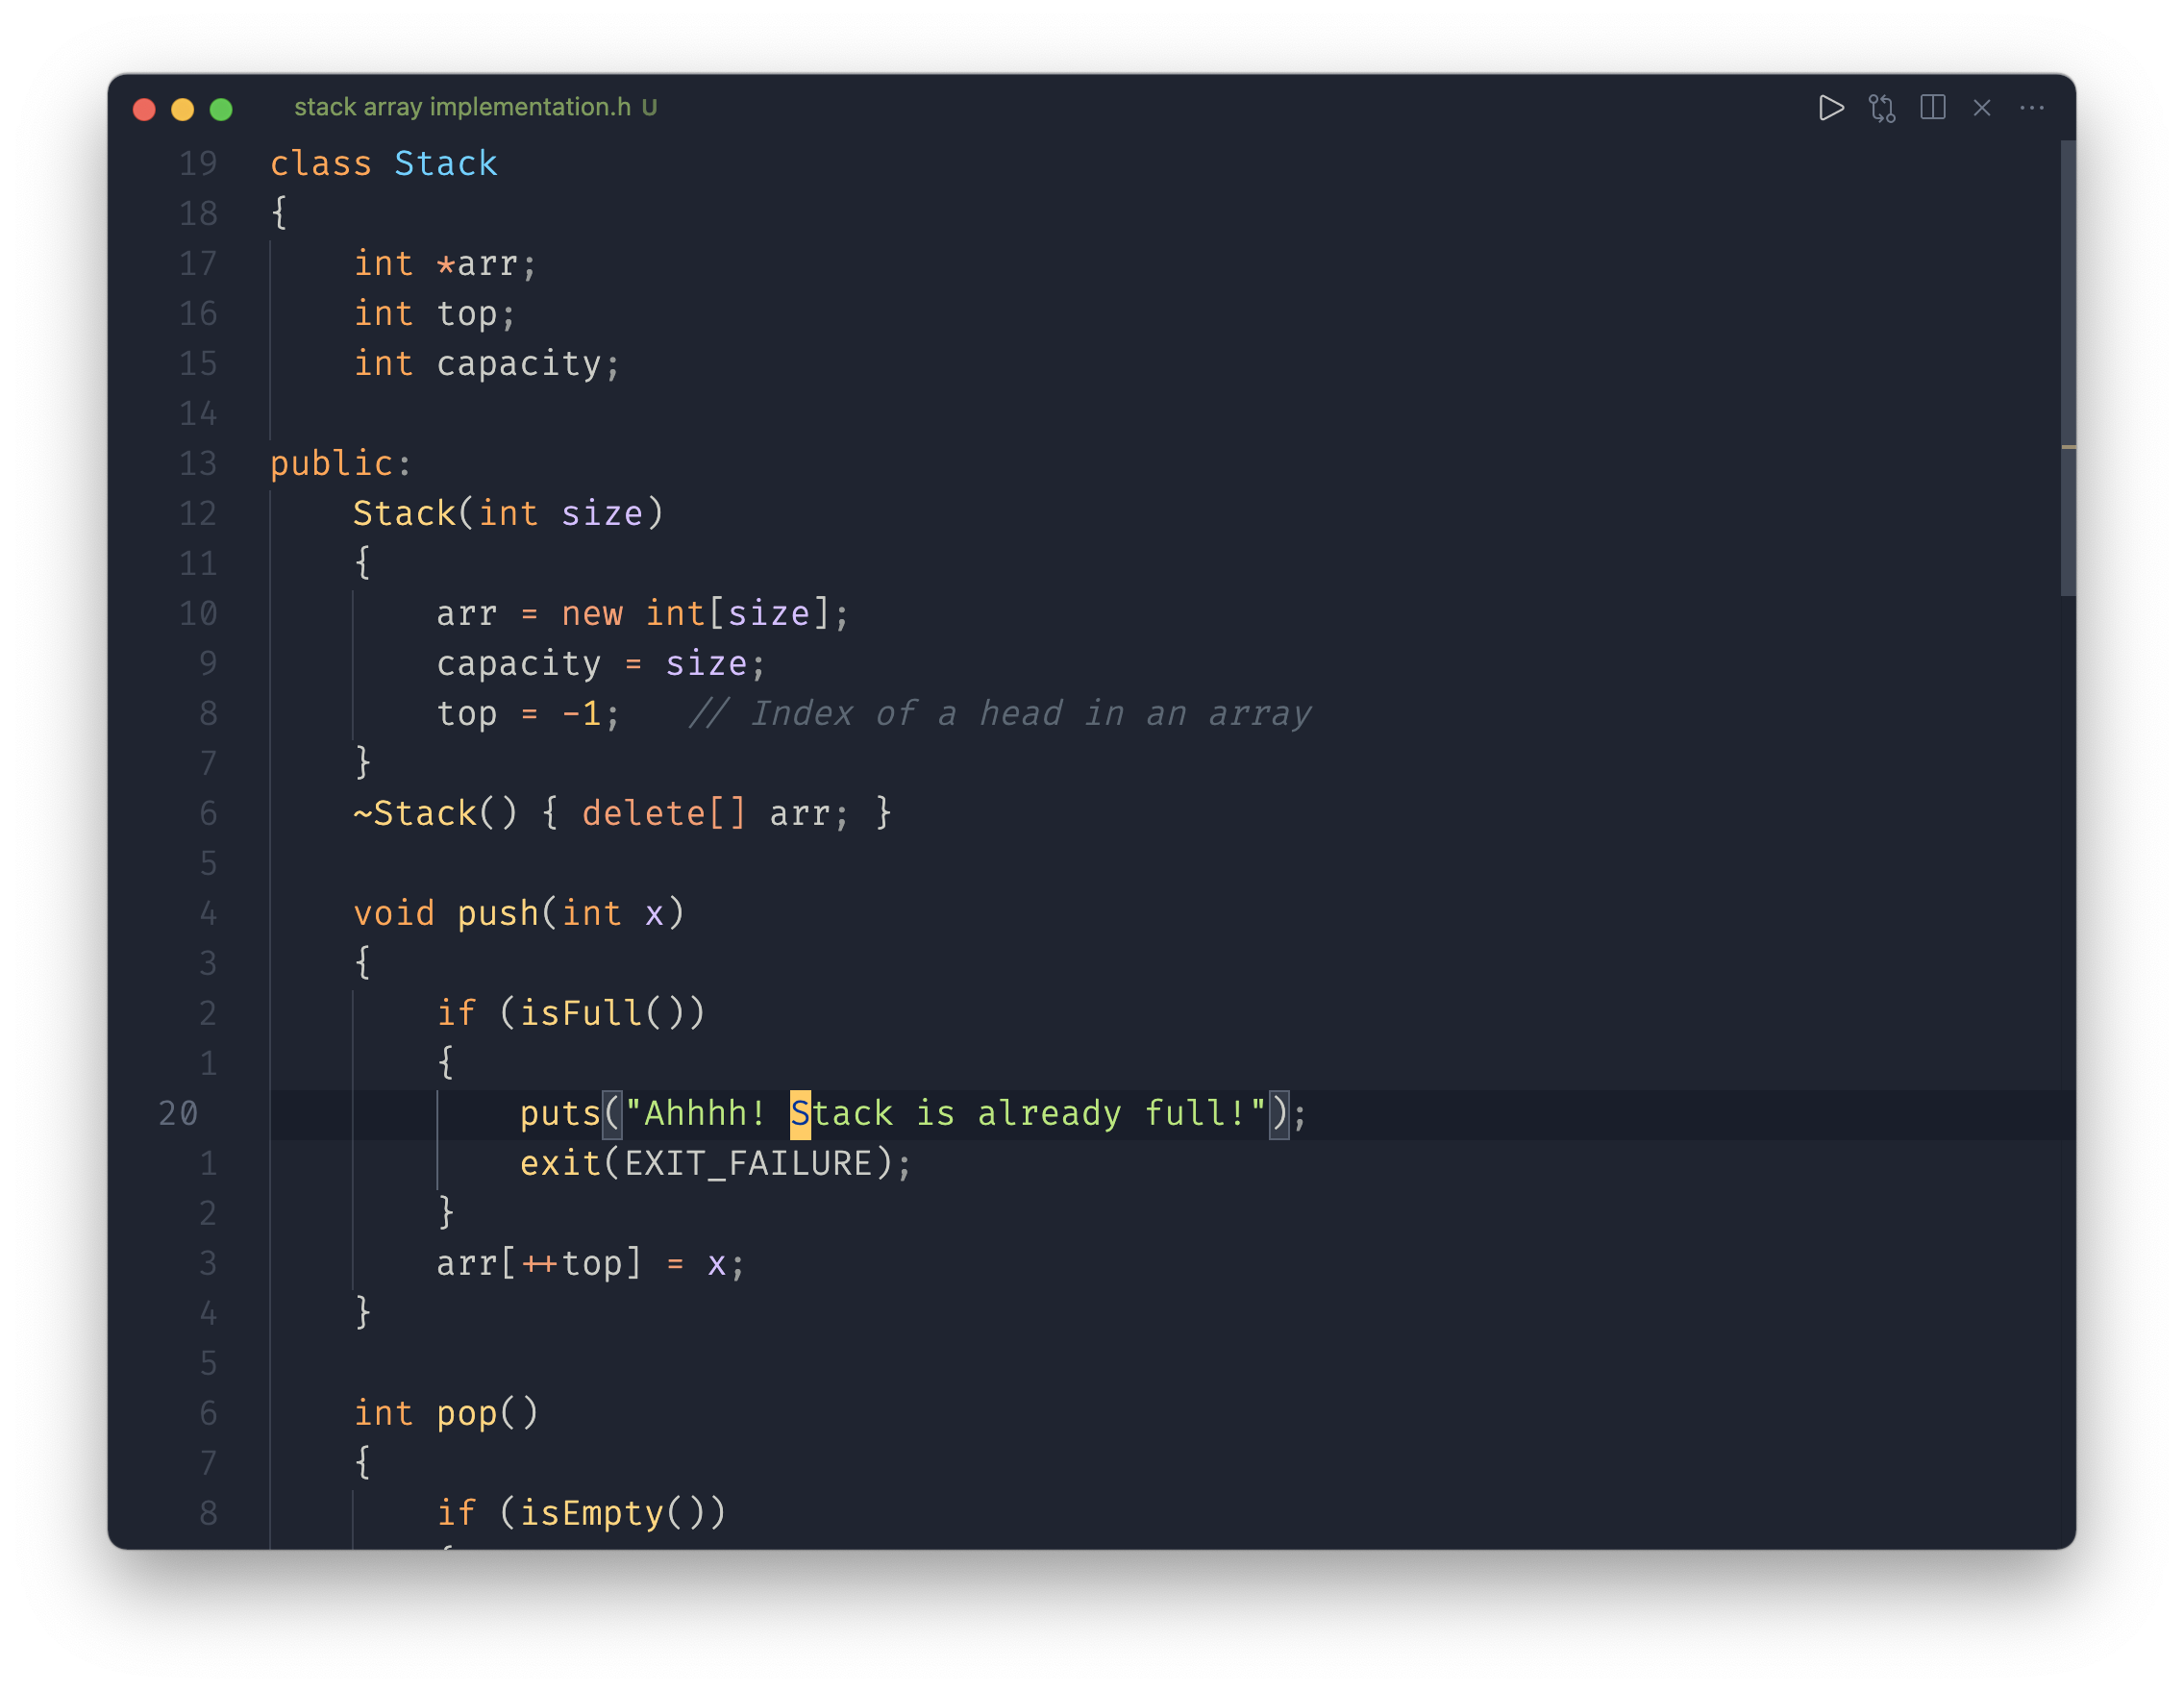 stack array implementation.h U
19 class Stack
18 {
17     int *arr;
16     int top;
15     int capacity;
14
13 public:
12     Stack(int size)
11     {
10         arr = new int[size];
9         capacity = size;
8         top = -1;   // Index of a head in an array
7     }
6     ~Stack() { delete[] arr; }
5
4     void push(int x)
3     {
2         if (isFull())
1         {
20             puts("Ahhhh! Stack is already full!");
1             exit(EXIT_FAILURE);
2         }
3         arr[++top] = x;
4     }
5
6     int pop()
7     {
8         if (isEmpty())